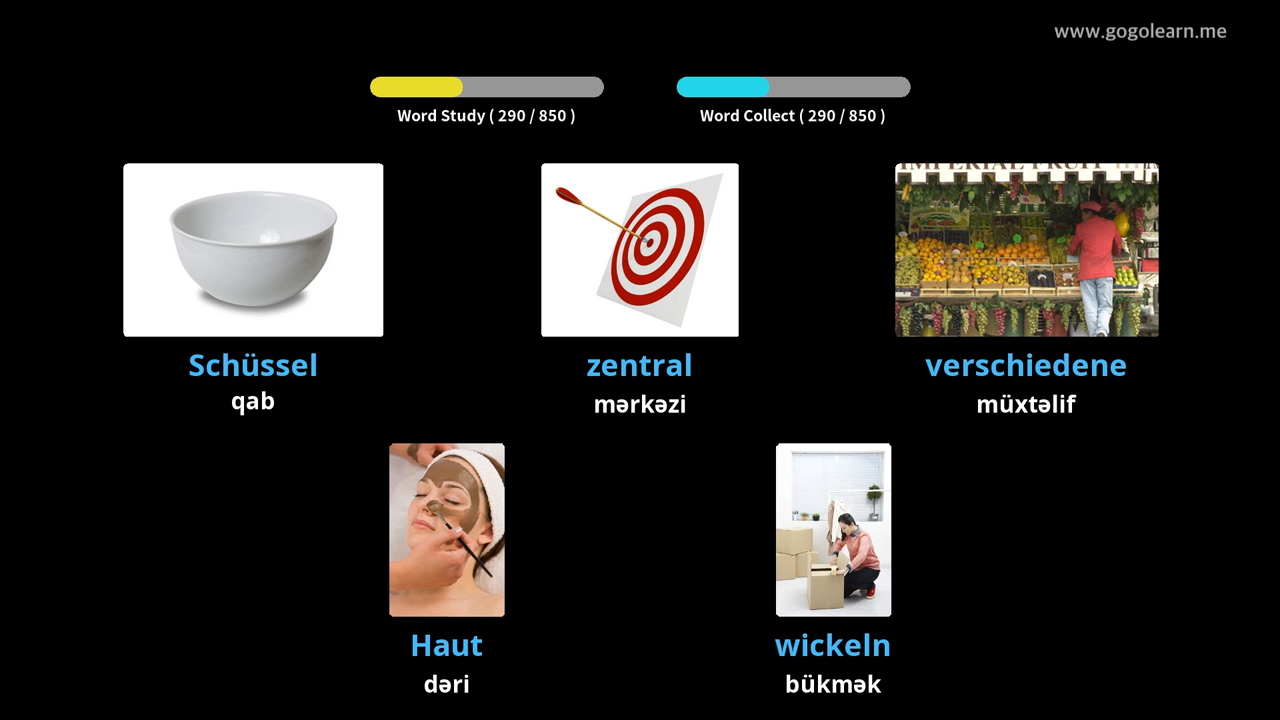 www.gogolearn.me
Word Study ( 290 / 850 )
Word Collect ( 290 / 850 )
Schüssel
qab
zentral
mərkəzi
verschiedene
müxtəlif
Haut
dəri
wickeln
bükmək